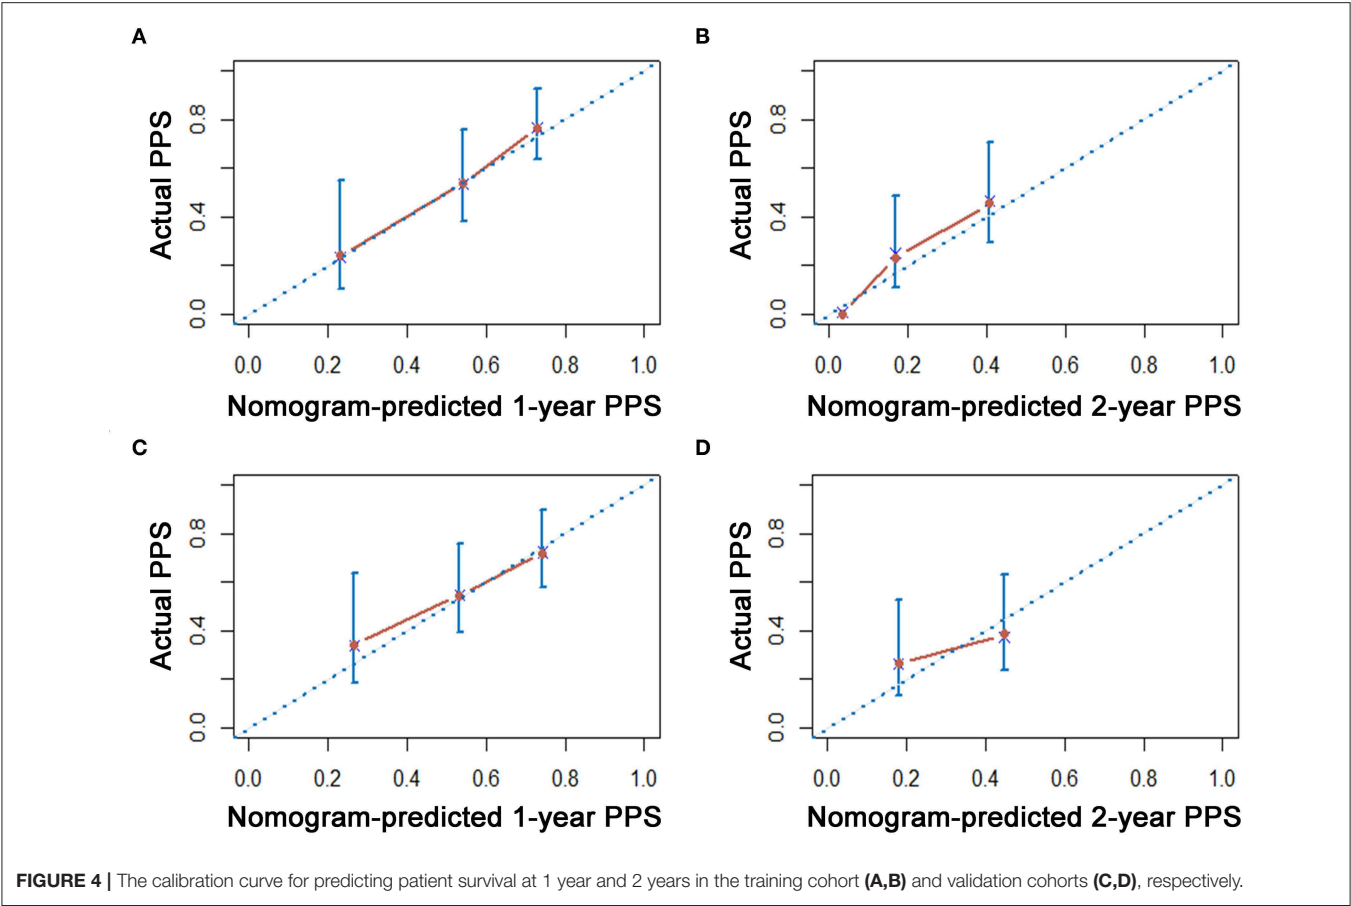 A
B
Actual PPS
0.0 0.4 0.8
0.0 0.2 0.4 0.6 0.8 1.0
Nomogram-predicted 1-year PPS
Actual PPS
0.0 0.4 0.8
0.0 0.2 0.4 0.6 0.8 1.0
Nomogram-predicted 2-year PPS
C
D
Actual PPS
0.0 0.4 0.8
0.0 0.2 0.4 0.6 0.8 1.0
Nomogram-predicted 1-year PPS
Actual PPS
0.0 0.4 0.8
0.0 0.2 0.4 0.6 0.8 1.0
Nomogram-predicted 2-year PPS
FIGURE 4 | The calibration curve for predicting patient survival at 1 year and 2 years in the training cohort (A,B) and validation cohorts (C,D), respectively.